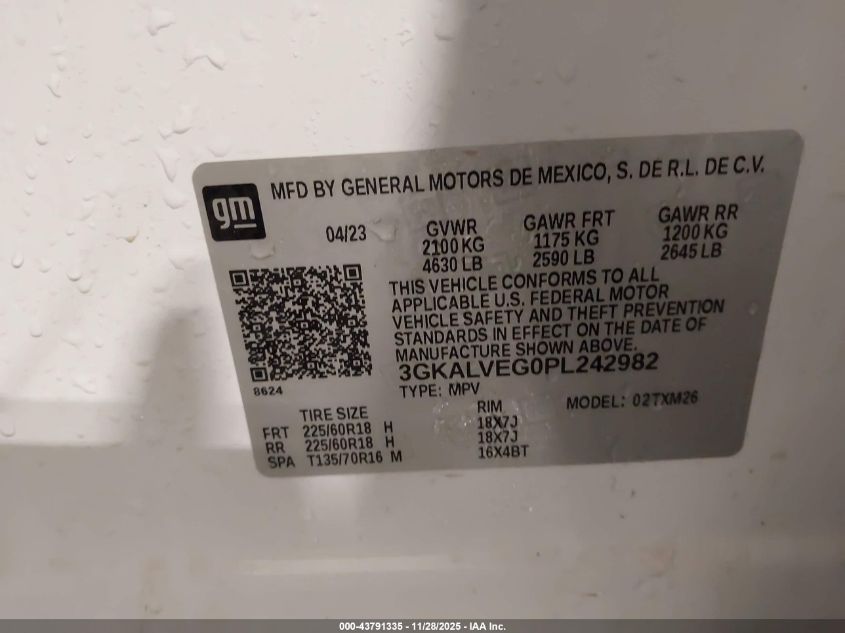 gm
MFD BY GENERAL MOTORS DE MEXICO, S. DE R.L. DE C.V.
04/23
GVWR
2100 KG
4630 LB
GAWR FRT
1175 KG
2590 LB
GAWR RR
1200 KG
2645 LB
THIS VEHICLE CONFORMS TO ALL
APPLICABLE U.S. FEDERAL MOTOR
VEHICLE SAFETY AND THEFT PREVENTION
STANDARDS IN EFFECT ON THE DATE OF
MANUFACTURE SHOWN ABOVE.
3GKALVEG0PL242982
8624
TYPE: MPV
MODEL: 02TXM26
TIRE SIZE RIM
FRT 225/60R18 H 18X7J
RR 225/60R18 H 18X7J
SPA T135/70R16 M 16X4BT
000-43791335 - 11/28/2025 - IAA Inc.